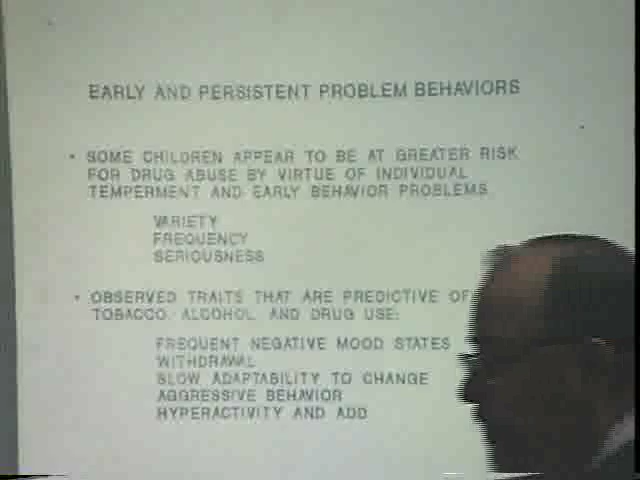 EARLY AND PERSISTENT PROBLEM BEHAVIORS
• SOME CHILDREN APPEAR TO BE AT GREATER RISK
FOR DRUG ABUSE BY VIRTUE OF INDIVIDUAL
TEMPERMENT AND EARLY BEHAVIOR PROBLEMS
VARIETY
FREQUENCY
SERIOUSNESS
• OBSERVED TRAITS THAT ARE PREDICTIVE OF
TOBACCO, ALCOHOL, AND DRUG USE:
FREQUENT NEGATIVE MOOD STATES
WITHDRAWAL
SLOW ADAPTABILITY TO CHANGE
AGGRESSIVE BEHAVIOR
HYPERACTIVITY AND ADD